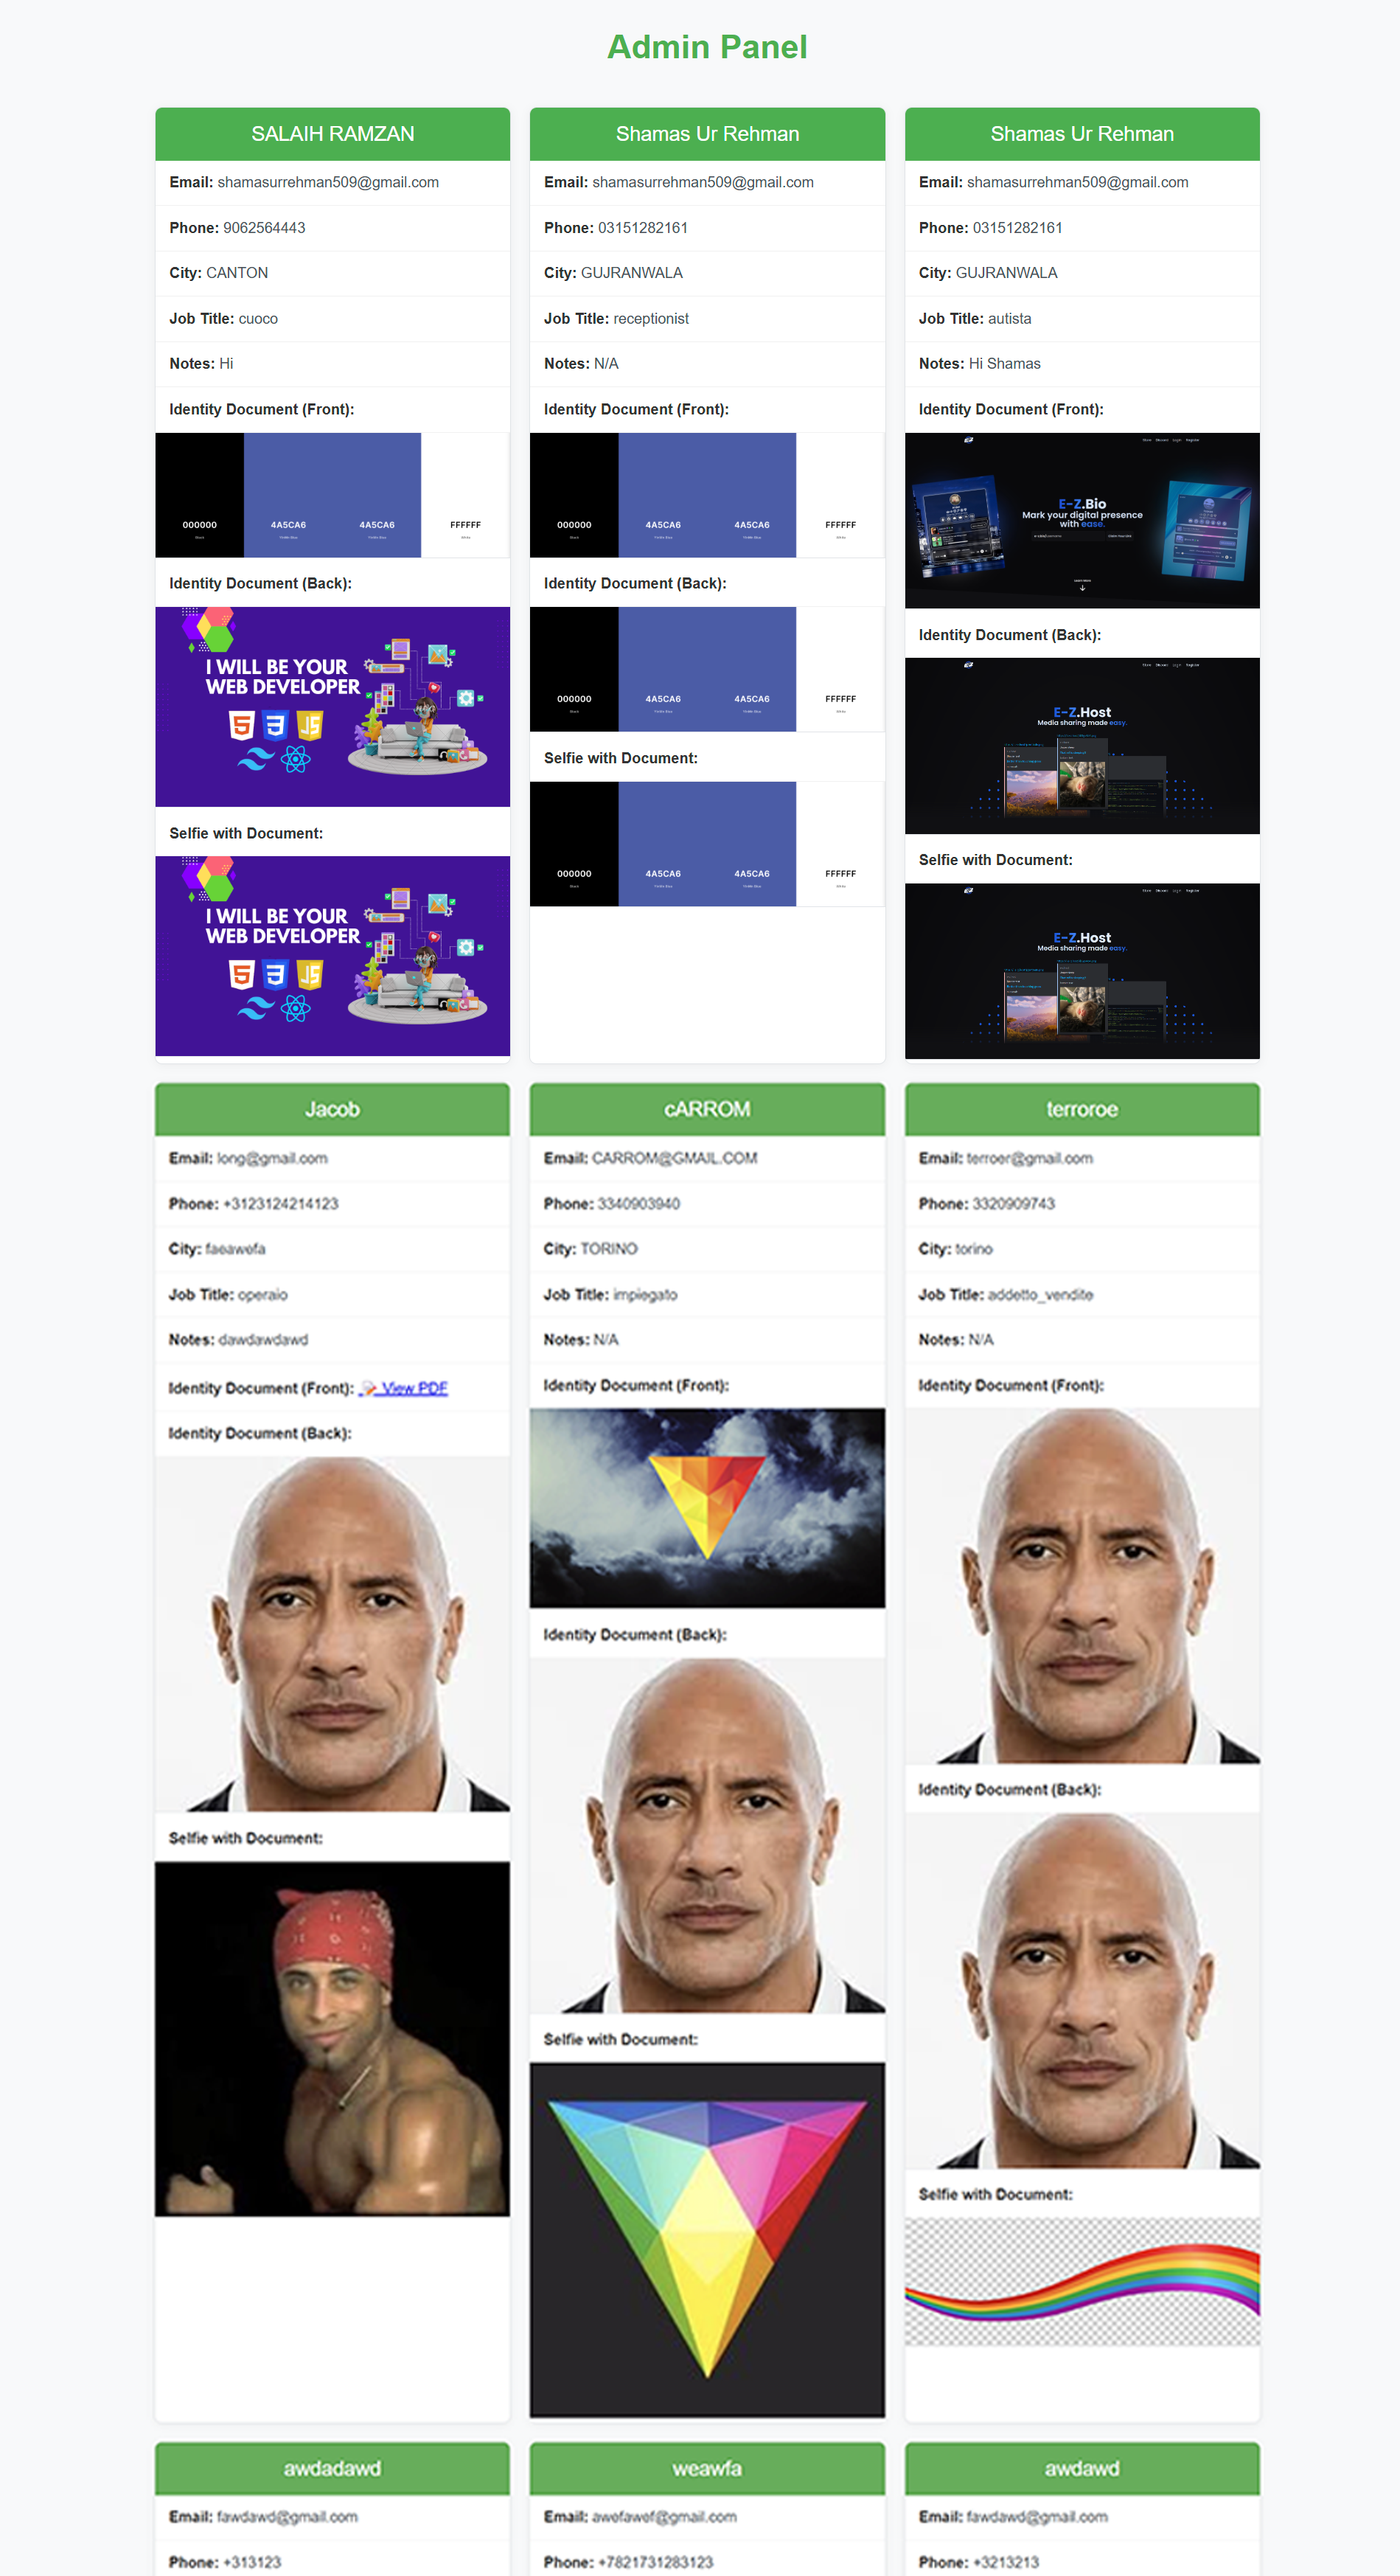 Admin Panel
SALAIH RAMZAN
Email: shamasurrehman509@gmail.com
Phone: 9062564443
City: CANTON
Job Title: cuoco
Notes: Hi
Identity Document (Front):
000000
4A5CA6
4A5CA6
FFFFFF
Identity Document (Back):
I WILL BE YOUR
WEB DEVELOPER
5
3
JS
Selfie with Document:
I WILL BE YOUR
WEB DEVELOPER
5
3
JS
Shamas Ur Rehman
Email: shamasurrehman509@gmail.com
Phone: 03151282161
City: GUJRANWALA
Job Title: receptionist
Notes: N/A
Identity Document (Front):
000000
4A5CA6
4A5CA6
FFFFFF
Identity Document (Back):
000000
4A5CA6
4A5CA6
FFFFFF
Selfie with Document:
000000
4A5CA6
4A5CA6
FFFFFF
Shamas Ur Rehman
Email: shamasurrehman509@gmail.com
Phone: 03151282161
City: GUJRANWALA
Job Title: autista
Notes: Hi Shamas
Identity Document (Front):
E-Z.Bio
Mark your digital presence
with ease.
Identity Document (Back):
E-Z.Host
Media sharing made easy.
Selfie with Document:
E-Z.Host
Media sharing made easy.
Jacob
Email: long@gmail.com
Phone: +3123124214123
City: faeawefa
Job Title: operaio
Notes: dawdawdawd
Identity Document (Front): View PDF
Identity Document (Back):
Selfie with Document:
cARROM
Email: CARROM@GMAIL.COM
Phone: 3340903940
City: TORINO
Job Title: impiegato
Notes: N/A
Identity Document (Front):
Identity Document (Back):
Selfie with Document:
terroroe
Email: terroer@gmail.com
Phone: 3320909743
City: torino
Job Title: addetto_vendite
Notes: N/A
Identity Document (Front):
Identity Document (Back):
Selfie with Document:
awdadawd
Email: fawdawd@gmail.com
Phone: +313123
weawfa
Email: awefawef@gmail.com
Phone: +7821731283123
awdawd
Email: fawdawd@gmail.com
Phone: +3213213